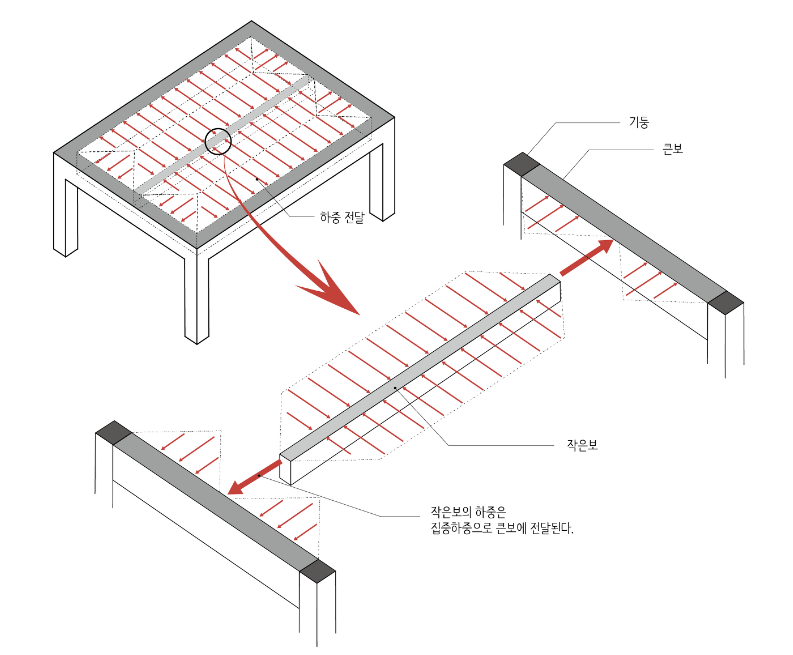 기둥
큰보
하중 전달
작은보
작은보의 하중은
집중하중으로 큰보에 전달된다.